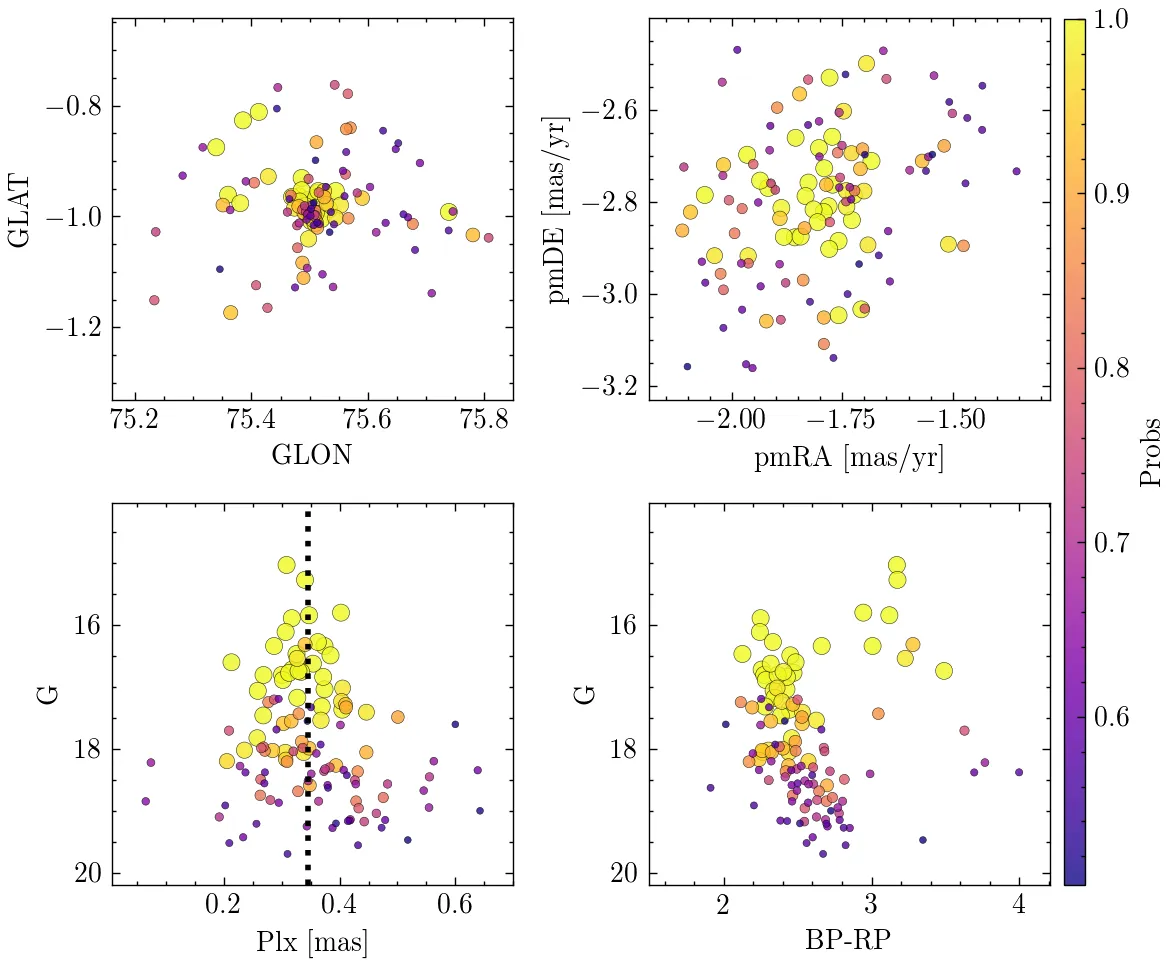 −0.8
−1.0
−1.2
GLAT
75.2 75.4 75.6 75.8
GLON
−2.6
−2.8
−3.0
−3.2
pmDE [mas/yr]
−2.00 −1.75 −1.50
pmRA [mas/yr]
1.0
0.9
0.8
0.7
0.6
Probs
16
18
20
G
0.2 0.4 0.6
Plx [mas]
16
18
20
G
2 3 4
BP-RP